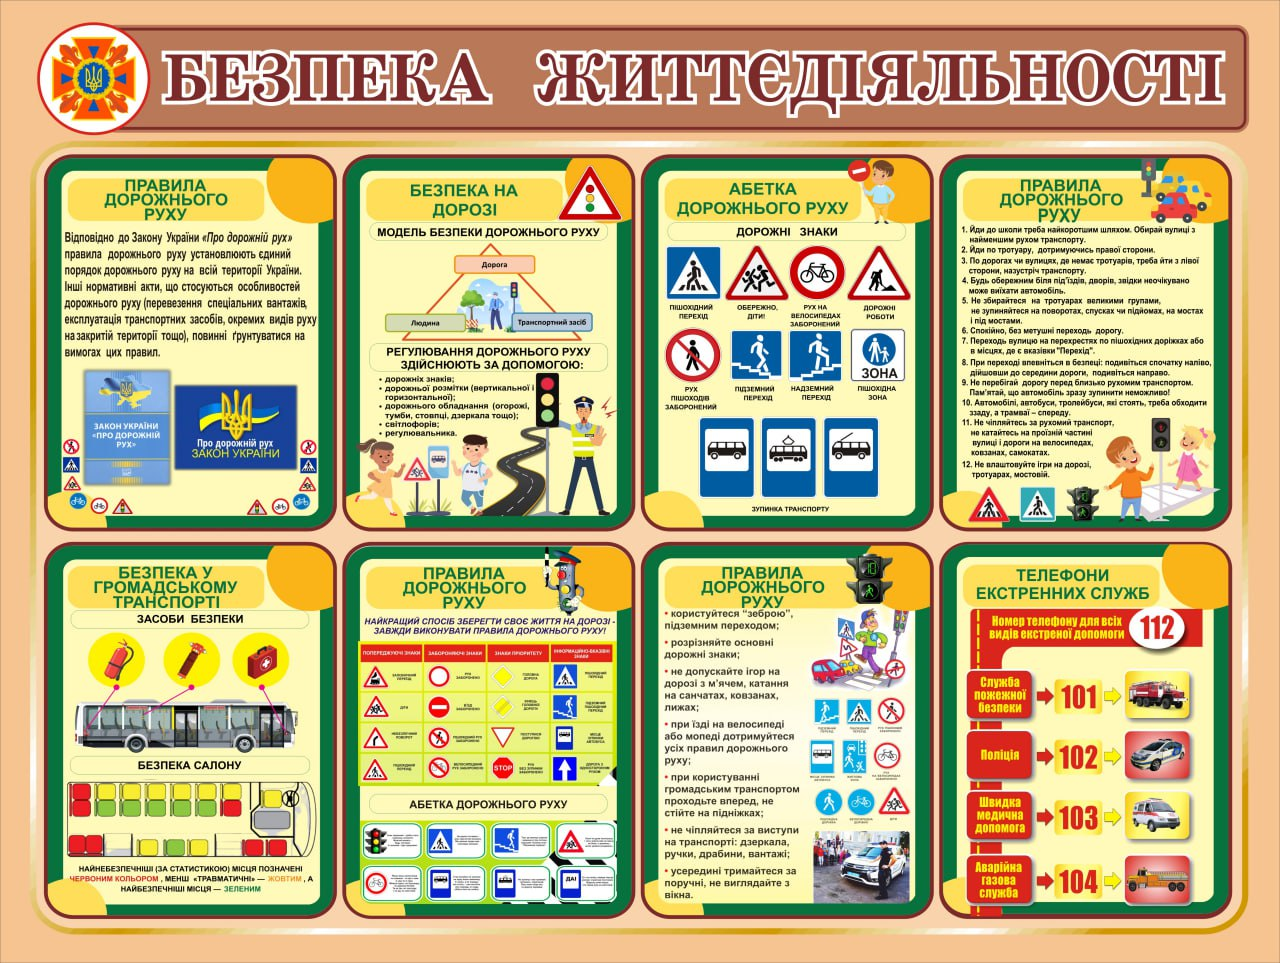 БЕЗПЕКА ЖИТТЄДІЯЛЬНОСТІ
ПРАВИЛА
ДОРОЖНЬОГО
РУХУ
Відповідно до Закону України «Про дорожній рух»
правила дорожнього руху установлюють єдиний
порядок дорожнього руху на всій території України.
Інші нормативні акти, що стосуються особливостей
дорожнього руху (перевезення спеціальних вантажів,
експлуатація транспортних засобів, окремих видів руху
на закритій території тощо), повинні ґрунтуватися на
вимогах цих правил.
ЗАКОН УКРАЇНИ
«ПРО ДОРОЖНІЙ
РУХ»
Про дорожній рух
ЗАКОН УКРАЇНИ
БЕЗПЕКА НА
ДОРОЗІ
МОДЕЛЬ БЕЗПЕКИ ДОРОЖНЬОГО РУХУ
Дорога
Людина
Транспортний засіб
РЕГУЛЮВАННЯ ДОРОЖНЬОГО РУХУ
ЗДІЙСНЮЮТЬ ЗА ДОПОМОГОЮ:
• дорожніх знаків;
• дорожньої розмітки (вертикальної і
горизонтальної);
• дорожнього обладнання (огорожі,
тумби, стовпці, дзеркала тощо);
• світлофорів;
• регулювальника.
АБЕТКА
ДОРОЖНЬОГО РУХУ
ДОРОЖНІ ЗНАКИ
ПІШОХІДНИЙ
ПЕРЕХІД
ОБЕРЕЖНО,
ДІТИ!
РУХ НА
ВЕЛОСИПЕДАХ
ЗАБОРОНЕНИЙ
ДОРОЖНІ
РОБОТИ
ЗОНА
РУХ
ПІШОХОДІВ
ЗАБОРОНЕНИЙ
ПІДЗЕМНИЙ
ПЕРЕХІД
НАДЗЕМНИЙ
ПЕРЕХІД
ПІШОХІДНА
ЗОНА
ЗУПИНКА ТРАНСПОРТУ
ПРАВИЛА
ДОРОЖНЬОГО
РУХУ
1. Йди до школи треба найкоротшим шляхом. Обирай вулиці з
найменшим рухом транспорту.
2. Йди по тротуару, дотримуючись правої сторони.
3. По дорогах чи вулицях, де немає тротуарів, треба йти з лівої
сторони, назустріч транспорту.
4. Будь обережним біля під'їздів, дворів, звідки неочікувано
може виїхати автомобіль.
5. Не збирайтеся на тротуарах великими групами,
не зупиняйтеся на поворотах, спусках чи підйомах, на мостах
і під мостами.
6. Спокійно, без метушні переходь дорогу.
7. Переходь вулицю на перехрестях по пішохідних доріжках або
в місцях, де є вказівки "Перехід".
8. При переході впевніться в безпеці: подивіться спочатку наліво,
дійшовши до середини дороги, подивіться направо.
9. Не перебігай дорогу перед близько рухомим транспортом.
Пам'ятай, що автомобіль зразу зупинити неможливо!
10. Автомобілі, автобуси, тролейбуси, які стоять, треба обходити
ззаду, а трамваї – спереду.
11. Не чіпляйтесь за рухомий транспорт,
не катайтесь на проїзній частині
вулиці і дороги на велосипедах,
ковзанах, самокатах.
12. Не влаштовуйте ігри на дорозі,
тротуарах, мостовій.
БЕЗПЕКА У
ГРОМАДСЬКОМУ
ТРАНСПОРТІ
ЗАСОБИ БЕЗПЕКИ
БЕЗПЕКА САЛОНУ
НАЙНЕБЕЗПЕЧНІШІ (ЗА СТАТИСТИКОЮ) МІСЦЯ ПОЗНАЧЕНІ
ЧЕРВОНИМ КОЛЬОРОМ , МЕНШ «ТРАВМАТИЧНІ» — ЖОВТИМ , А
НАЙБЕЗПЕЧНІШІ МІСЦЯ — ЗЕЛЕНИМ
ПРАВИЛА
ДОРОЖНЬОГО
РУХУ
НАЙКРАЩИЙ СПОСІБ ЗБЕРЕГТИ СВОЄ ЖИТТЯ НА ДОРОЗІ -
ЗАВЖДИ ВИКОНУВАТИ ПРАВИЛА ДОРОЖНЬОГО РУХУ!
ПОПЕРЕДЖУЮЧІ ЗНАКИ
ЗАБОРОНЯЮЧІ ЗНАКИ
ЗНАКИ ПРІОРИТЕТУ
ІНФОРМАЦІЙНО-ВКАЗІВНІ
ЗНАКИ
ДІТИ
STOP
АБЕТКА ДОРОЖНЬОГО РУХУ
ДАІ
ПРАВИЛА
ДОРОЖНЬОГО
РУХУ
• користуйтеся “зеброю”,
підземним переходом;
• розрізняйте основні
дорожні знаки;
• не допускайте ігор на
дорозі з м’ячем, катання
на санчатах, ковзанах,
лижах;
• при їзді на велосипеді
або мопеді дотримуйтеся
усіх правил дорожнього
руху;
• при користуванні
громадським транспортом
проходьте вперед, не
стійте на підніжках;
• не чіпляйтеся за виступи
на транспорті: дзеркала,
ручки, драбини, вантажі;
• усередині тримайтеся за
поручні, не виглядайте з
вікна.
ТЕЛЕФОНИ
ЕКСТРЕННИХ СЛУЖБ
Номер телефону для всіх
видів екстреної допомоги
112
Служба
пожежної
безпеки
101
Поліція
102
Швидка
медична
допомога
103
Аварійна
газова
служба
104